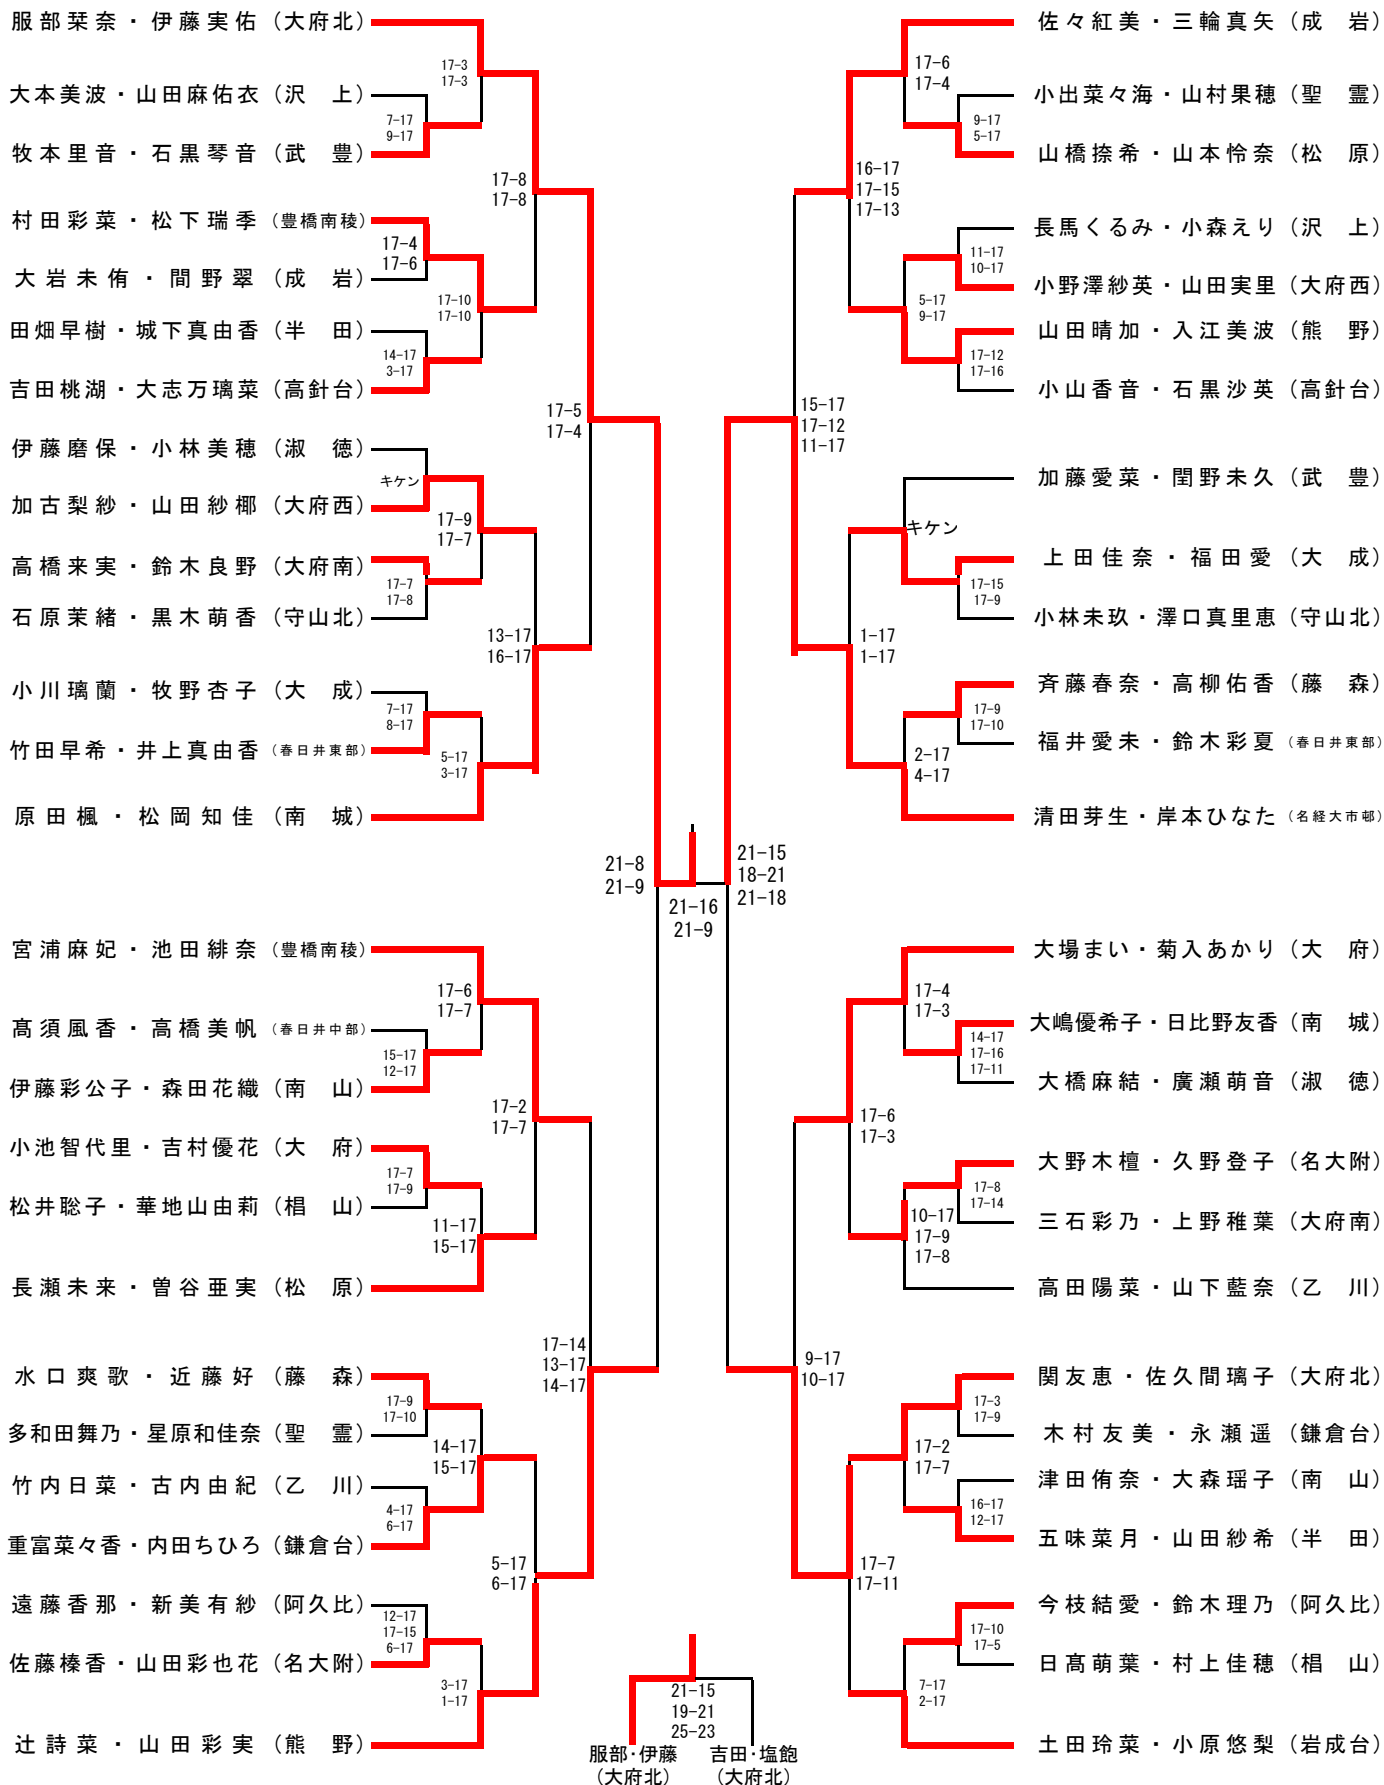 服部栞奈・伊藤実佑（大府北）
17-3
17-3
大本美波・山田麻佑衣（沢　上）
7-17
9-17
牧本里音・石黒琴音（武　豊）
17-8
17-8
村田彩菜・松下瑞季（豊橋南稜）
17-4
17-6
大岩未侑・間野翠（成　岩）
17-10
17-10
田畑早樹・城下真由香（半　田）
14-17
3-17
吉田桃湖・大志万璃菜（高針台）
17-5
17-4
伊藤磨保・小林美穂（淑　徳）
キケン
加古梨紗・山田紗椰（大府西）
17-9
17-7
高橋来実・鈴木良野（大府南）
17-7
17-8
石原茉緒・黒木萌香（守山北）
13-17
16-17
小川璃蘭・牧野杏子（大　成）
7-17
8-17
竹田早希・井上真由香（春日井東部）
5-17
3-17
原田楓・松岡知佳（南　城）
21-8
21-9
宮浦麻妃・池田緋奈（豊橋南稜）
17-6
17-7
髙須風香・高橋美帆（春日井中部）
15-17
12-17
伊藤彩公子・森田花織（南　山）
17-2
17-7
小池智代里・吉村優花（大　府）
17-7
17-9
松井聡子・華地山由莉（椙　山）
11-17
15-17
長瀬未来・曽谷亜実（松　原）
17-14
13-17
14-17
水口爽歌・近藤好（藤　森）
17-9
17-10
多和田舞乃・星原和佳奈（聖　霊）
14-17
15-17
竹内日菜・古内由紀（乙　川）
4-17
6-17
重富菜々香・内田ちひろ（鎌倉台）
5-17
6-17
遠藤香那・新美有紗（阿久比）
12-17
17-15
6-17
佐藤榛香・山田彩也花（名大附）
3-17
1-17
辻詩菜・山田彩実（熊　野）
佐々紅美・三輪真矢（成　岩）
17-6
17-4
小出菜々海・山村果穂（聖　霊）
9-17
5-17
山橋捺希・山本怜奈（松　原）
16-17
17-15
17-13
長馬くるみ・小森えり（沢　上）
11-17
10-17
小野澤紗英・山田実里（大府西）
5-17
9-17
山田晴加・入江美波（熊　野）
17-12
17-16
小山香音・石黒沙英（高針台）
15-17
17-12
11-17
加藤愛菜・閏野未久（武　豊）
キケン
上田佳奈・福田愛（大　成）
17-15
17-9
小林未玖・澤口真里恵（守山北）
1-17
1-17
斉藤春奈・高柳佑香（藤　森）
17-9
17-10
福井愛未・鈴木彩夏（春日井東部）
2-17
4-17
清田芽生・岸本ひなた（名経大市邨）
21-15
18-21
21-18
21-16
21-9
大場まい・菊入あかり（大　府）
17-4
17-3
大嶋優希子・日比野友香（南　城）
14-17
17-16
17-11
大橋麻結・廣瀬萌音（淑　徳）
17-6
17-3
大野木檀・久野登子（名大附）
17-8
17-14
三石彩乃・上野稚葉（大府南）
10-17
17-9
17-8
高田陽菜・山下藍奈（乙　川）
9-17
10-17
関友恵・佐久間璃子（大府北）
17-3
17-9
木村友美・永瀬遥（鎌倉台）
17-2
17-7
津田侑奈・大森瑶子（南　山）
16-17
12-17
五味菜月・山田紗希（半　田）
17-7
17-11
今枝結愛・鈴木理乃（阿久比）
17-10
17-5
日髙萌葉・村上佳穂（椙　山）
7-17
2-17
土田玲菜・小原悠梨（岩成台）
21-15
19-21
25-23
服部・伊藤
（大府北）
吉田・塩飽
（大府北）